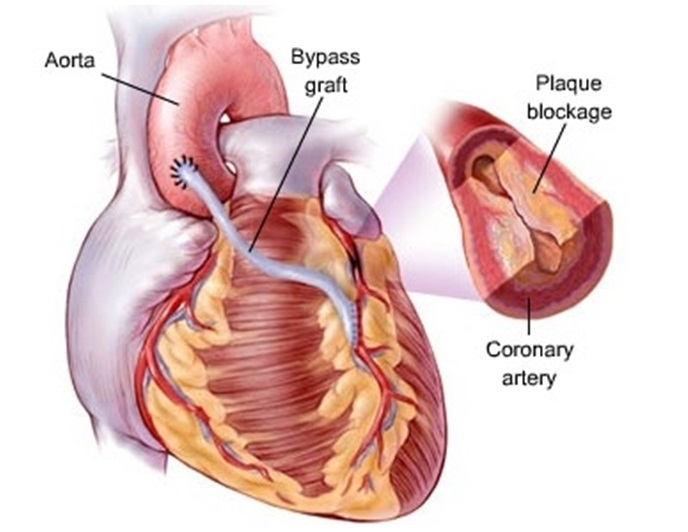 Aorta
Bypass
graft
Plaque
blockage
Coronary
artery